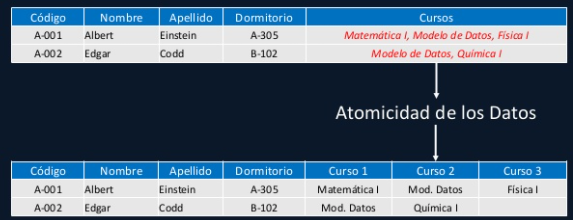 Código Nombre Apellido Dormitorio Cursos
A-001 Albert Einstein A-305 Matemática I, Modelo de Datos, Física I
A-002 Edgar Codd B-102 Modelo de Datos, Química I
Atomicidad de los Datos
Código Nombre Apellido Dormitorio Curso 1 Curso 2 Curso 3
A-001 Albert Einstein A-305 Matemática I Mod. Datos Física I
A-002 Edgar Codd B-102 Mod. Datos Química I